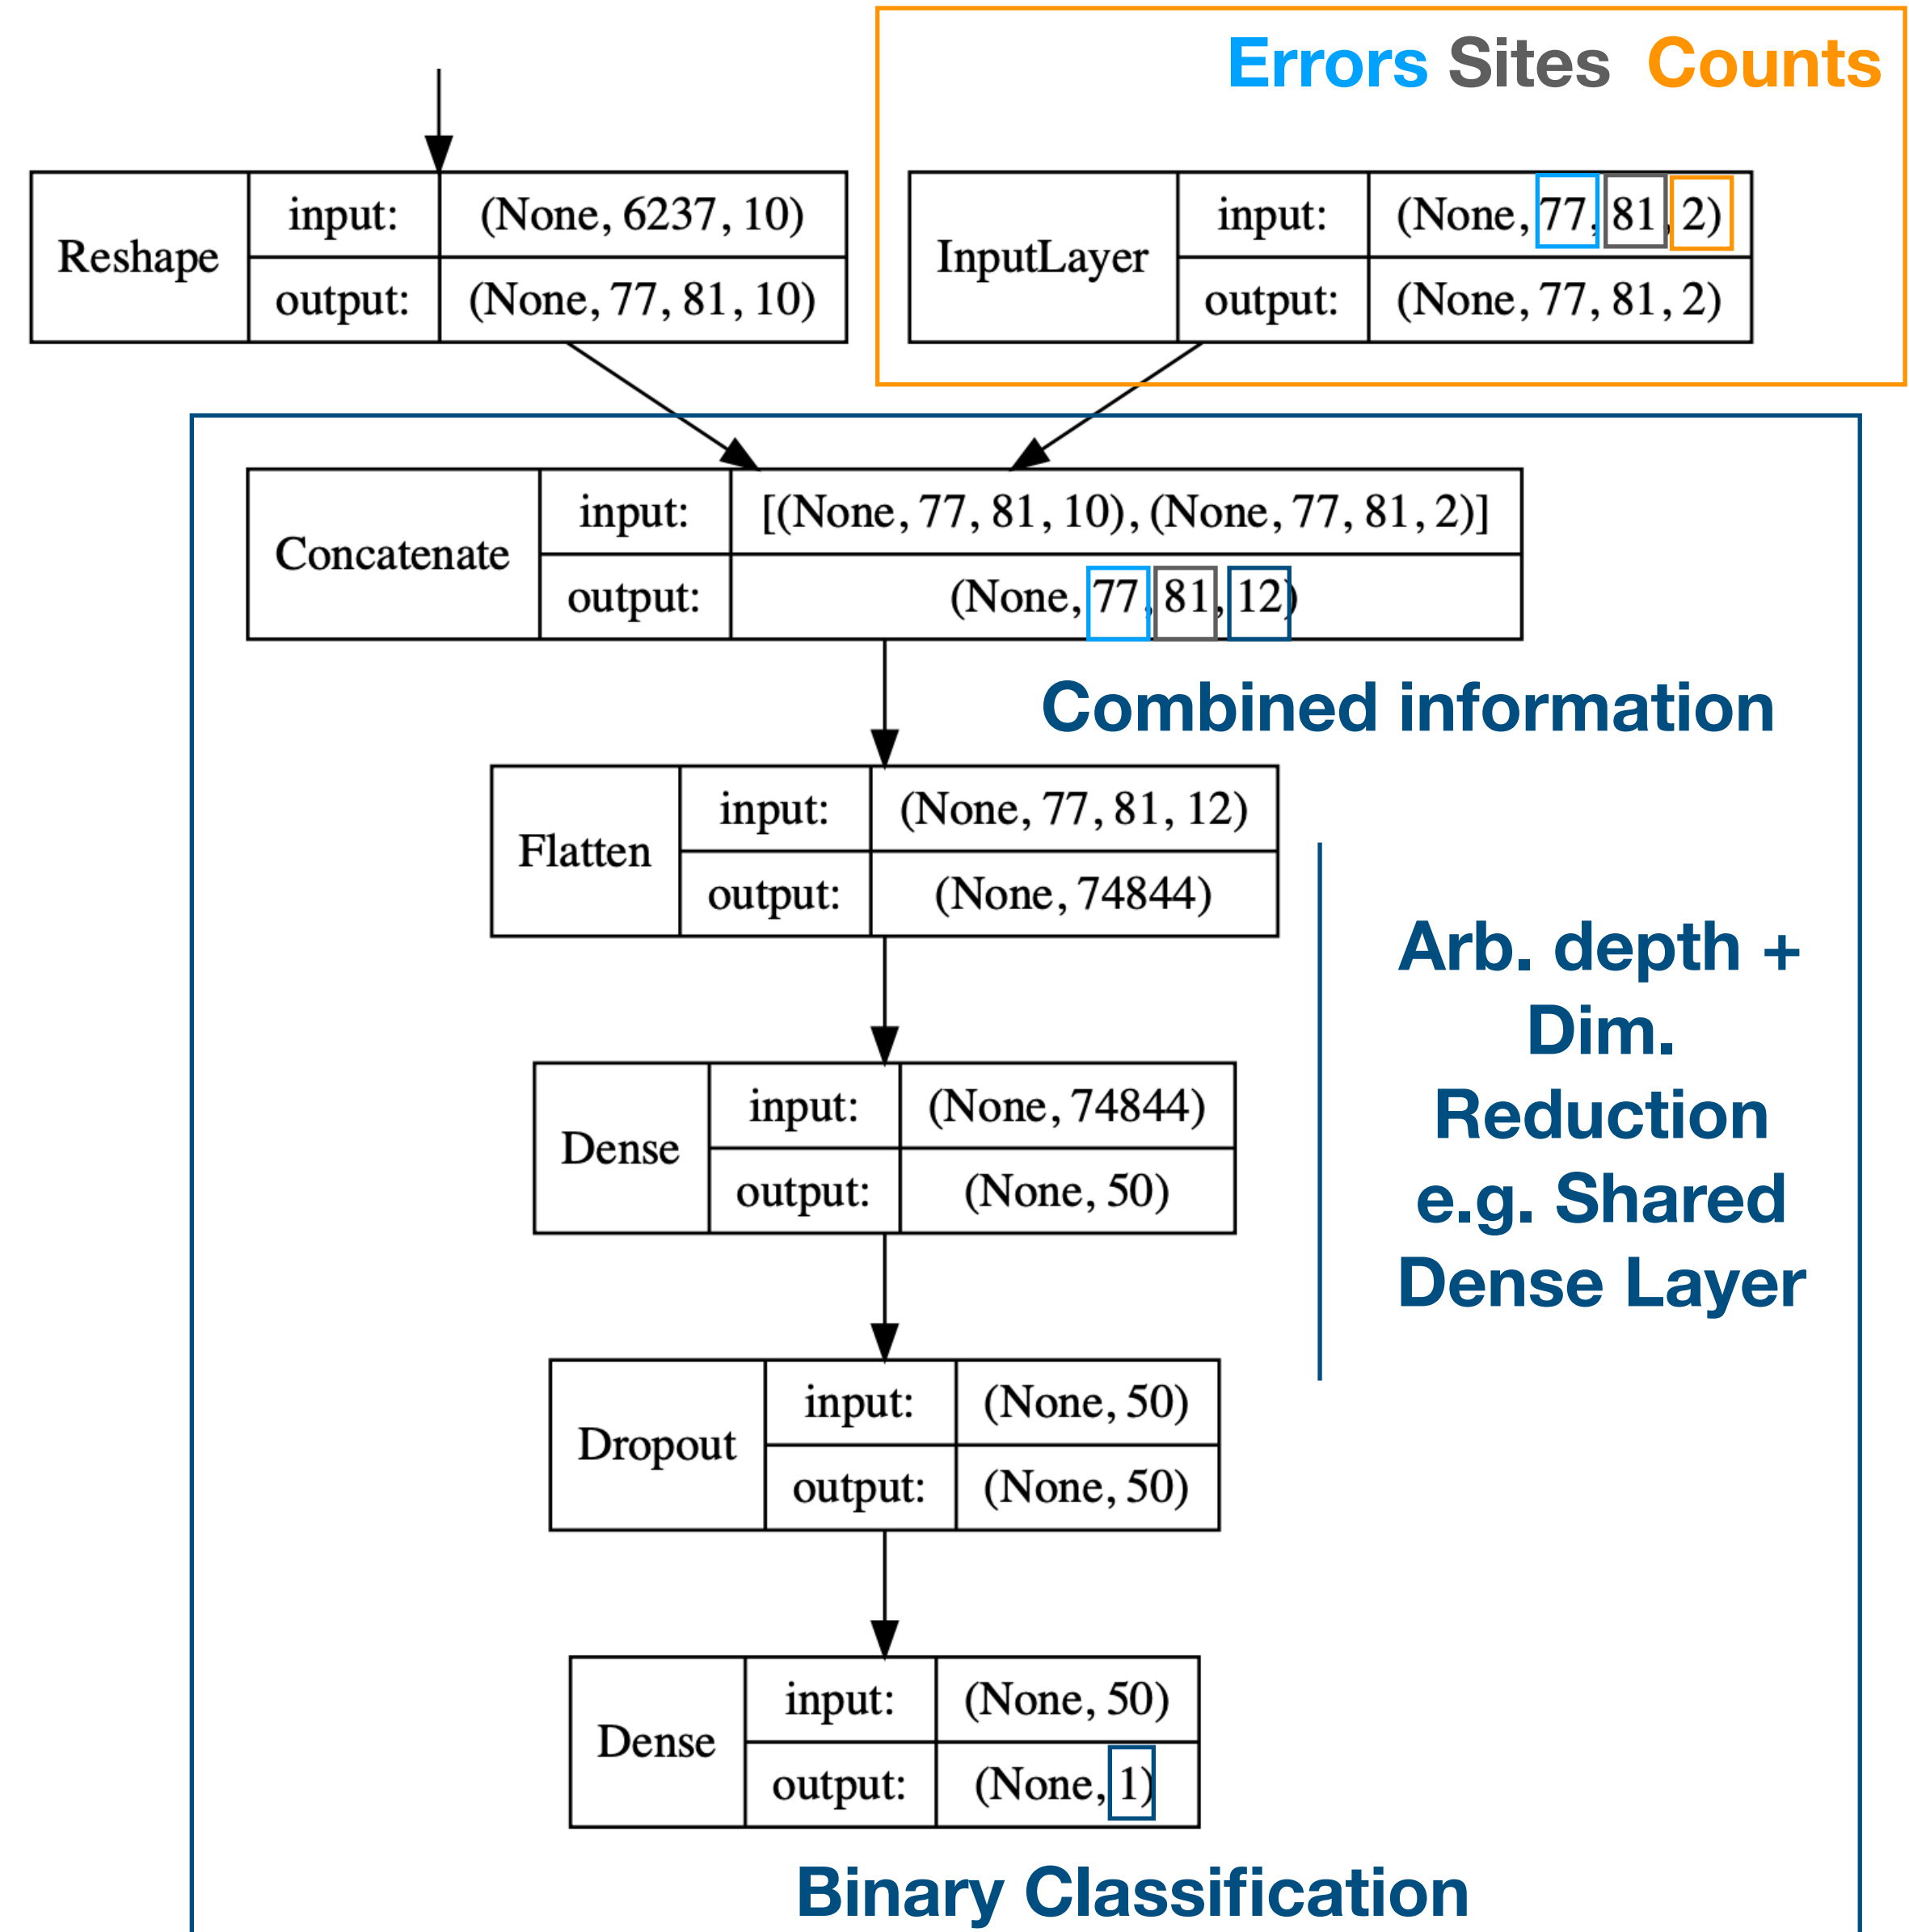 Errors Sites Counts
Reshape
input: (None, 6237, 10)
output: (None, 77, 81, 10)
InputLayer
input: (None, 77, 81, 2)
output: (None, 77, 81, 2)
Concatenate
input: [(None, 77, 81, 10), (None, 77, 81, 2)]
output: (None, 77, 81, 12)
Combined information
Flatten
input: (None, 77, 81, 12)
output: (None, 74844)
Arb. depth +
Dim.
Reduction
e.g. Shared
Dense Layer
Dense
input: (None, 74844)
output: (None, 50)
Dropout
input: (None, 50)
output: (None, 50)
Dense
input: (None, 50)
output: (None, 1)
Binary Classification